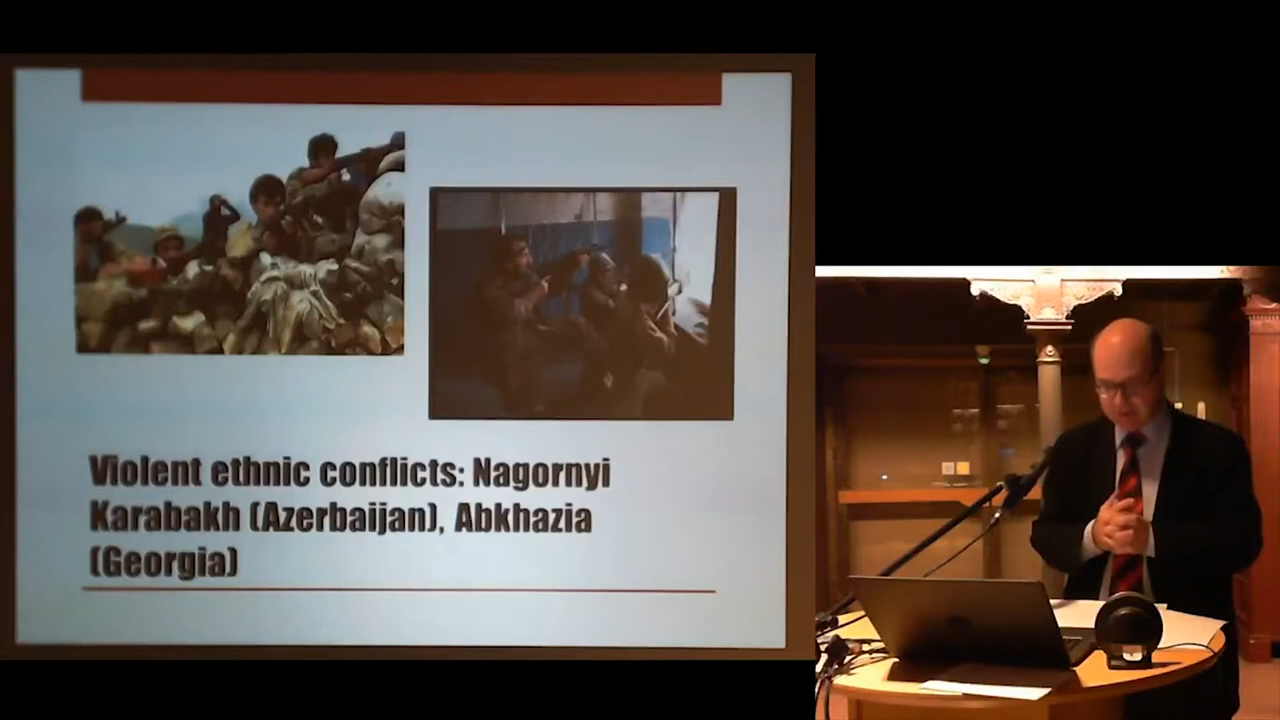 Violent ethnic conflicts: Nagornyi
Karabakh (Azerbaijan), Abkhazia
(Georgia)